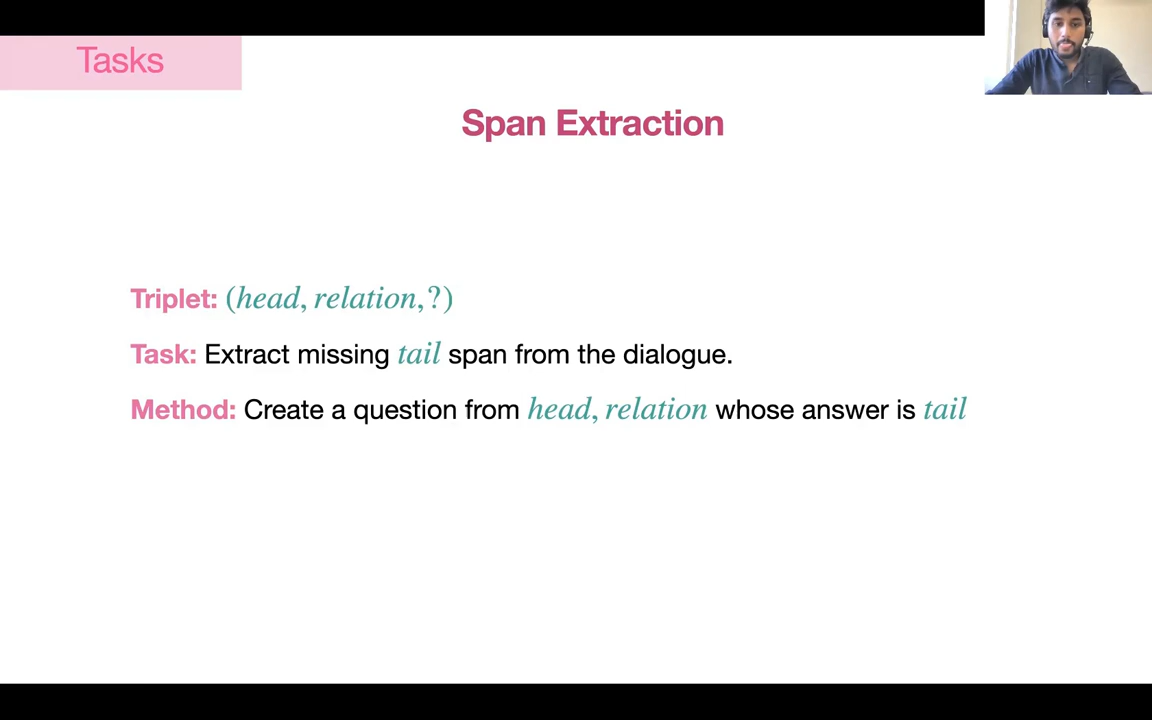 Tasks
Span Extraction
Triplet: (head, relation,?)
Task: Extract missing tail span from the dialogue.
Method: Create a question from head, relation whose answer is tail